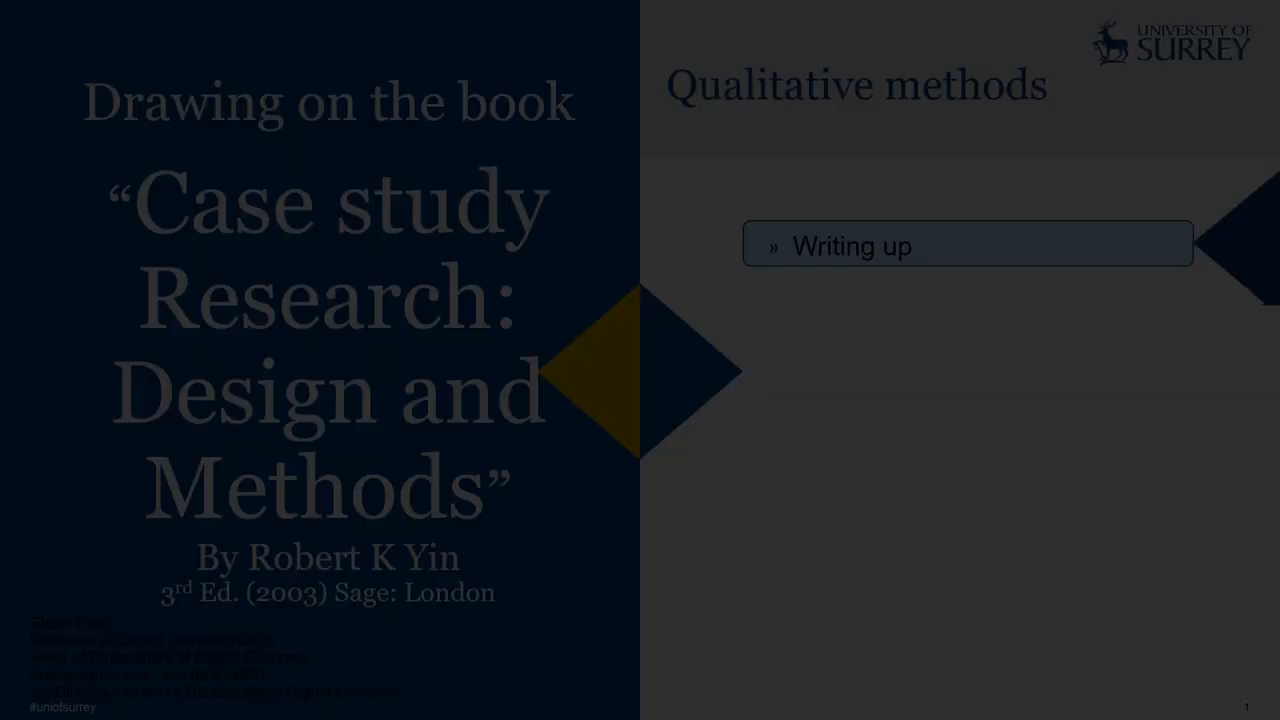 Drawing on the book
“Case study
Research:
Design and
Methods”
By Robert K Yin
3rd Ed. (2003) Sage: London
#uniofsurrey
UNIVERSITY OF
SURREY
Qualitative methods
» Writing up
1